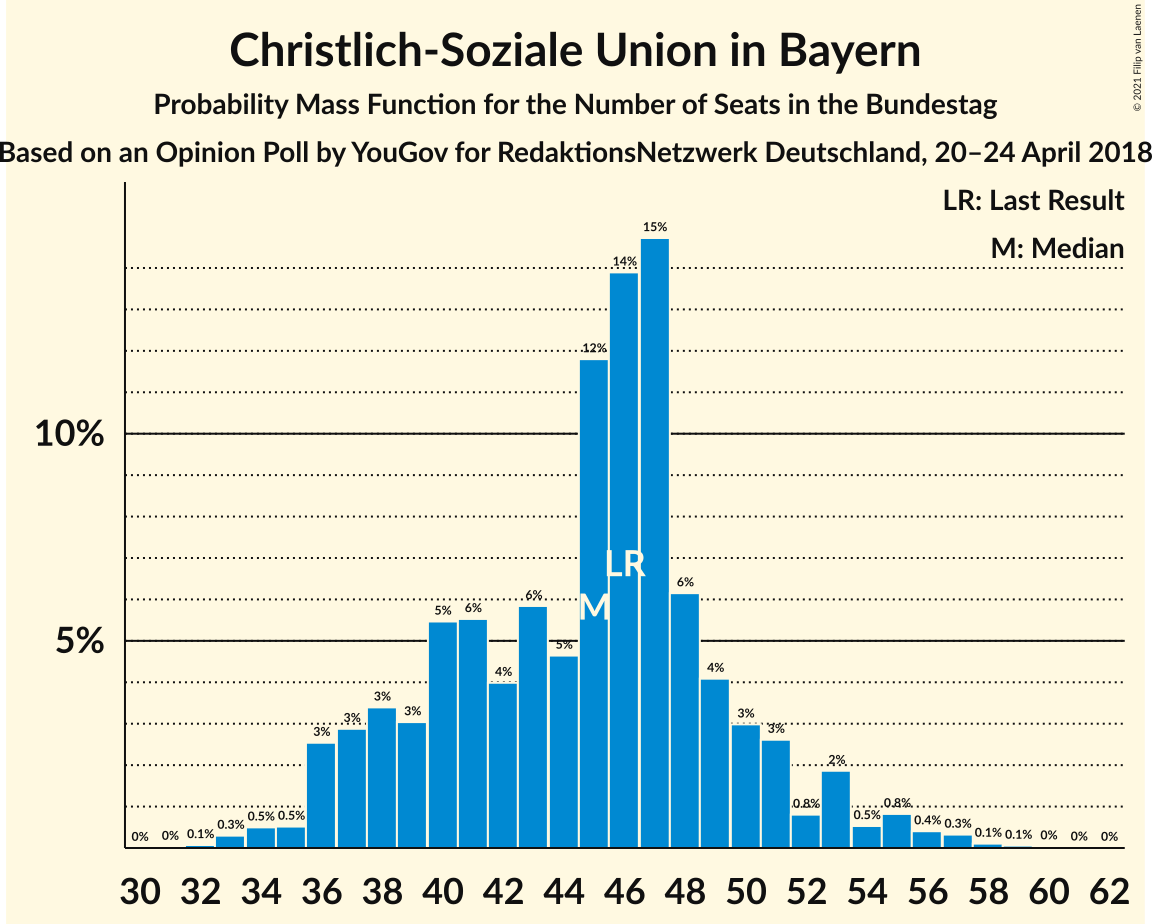 Christlich-Soziale Union in Bayern
Probability Mass Function for the Number of Seats in the Bundestag
Based on an Opinion Poll by YouGov for RedaktionsNetzwerk Deutschland, 20–24 April 2018
© 2021 Filip van Laenen
LR: Last Result
M: Median
10%
5%
0% 0% 0.1% 0.3% 0.5% 0.5% 3% 3% 3% 3% 5% 6% 4% 6% 5% 12% 14% 15% 6% 4% 3% 3% 0.8% 2% 0.5% 0.8% 0.4% 0.3% 0.1% 0.1% 0% 0% 0%
LR
M
30 32 34 36 38 40 42 44 46 48 50 52 54 56 58 60 62